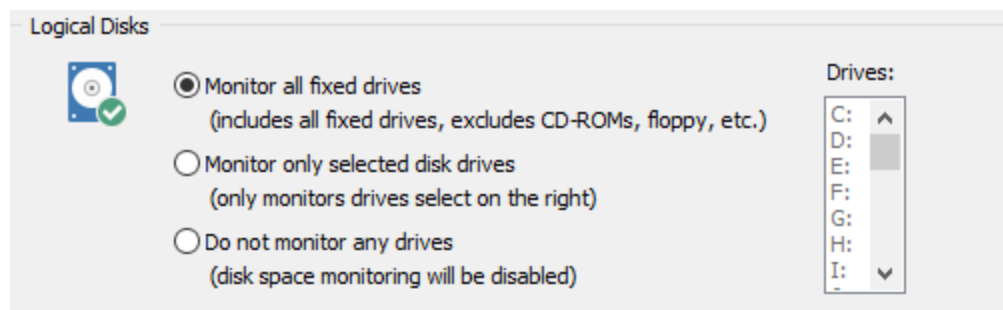 Logical Disks
Monitor all fixed drives
(includes all fixed drives, excludes CD-ROMs, floppy, etc.)
Monitor only selected disk drives
(only monitors drives select on the right)
Do not monitor any drives
(disk space monitoring will be disabled)
Drives:
C:
D:
E:
F:
G:
H:
I: